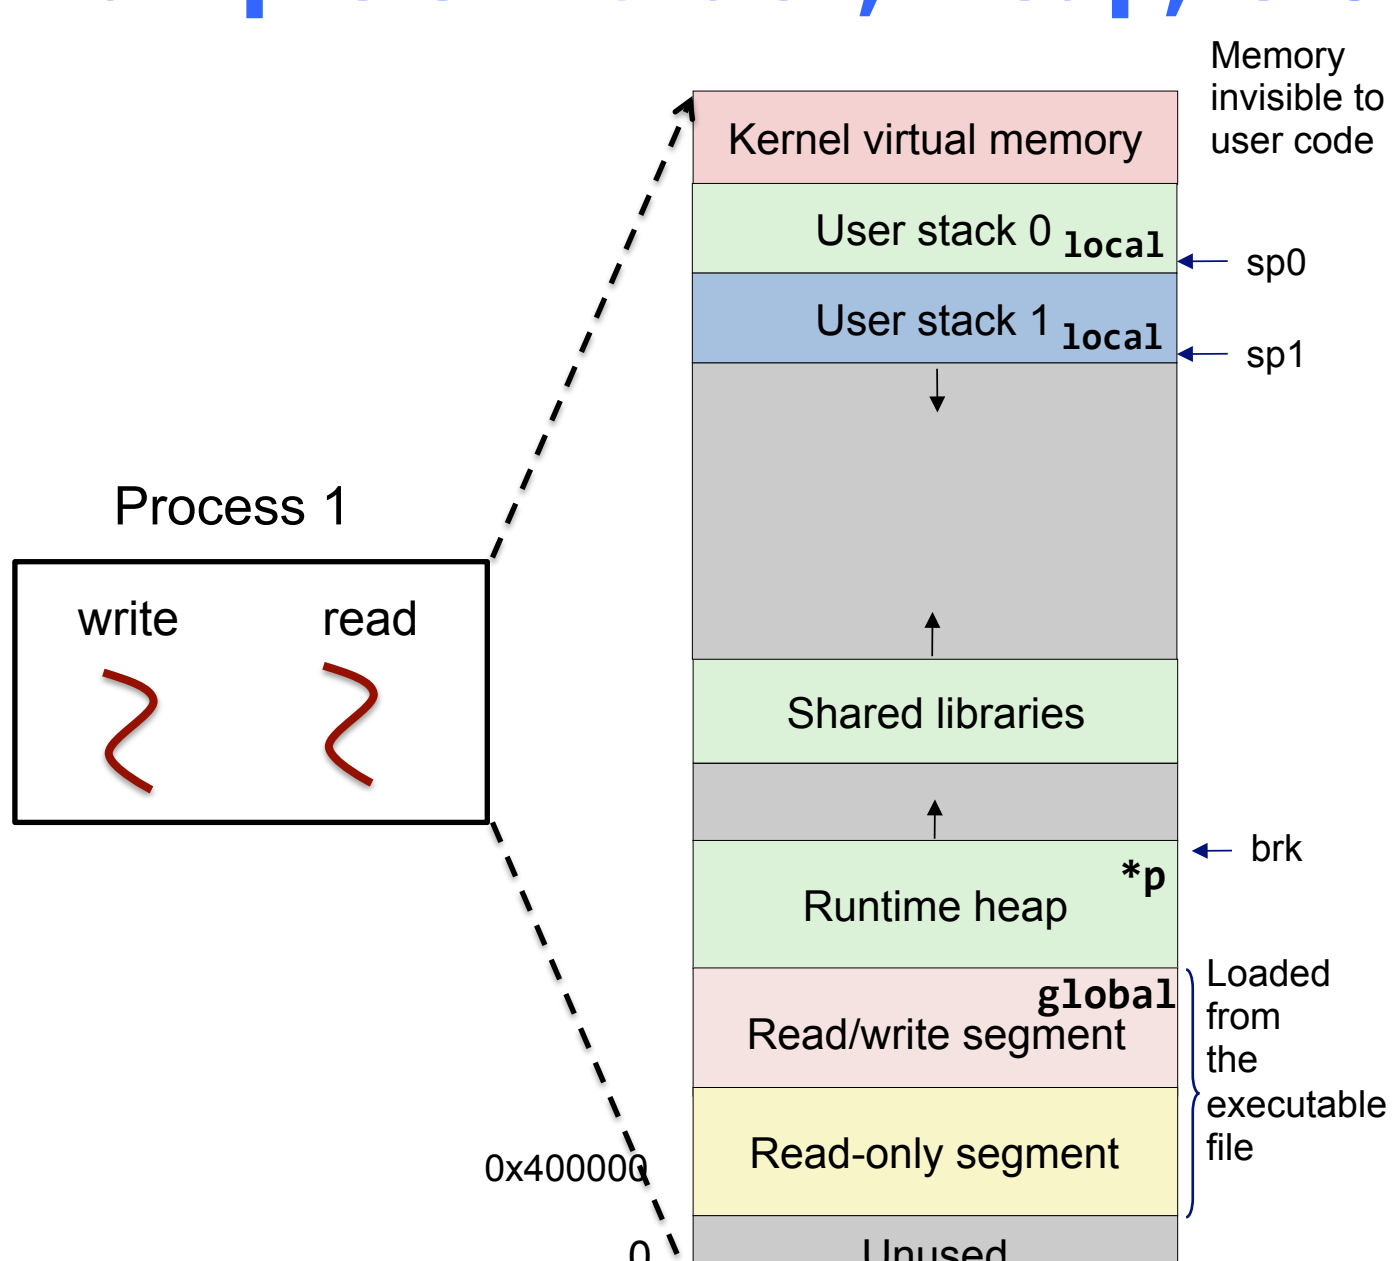 Memory
invisible to
user code
Kernel virtual memory
User stack 0 local
sp0
User stack 1 local
sp1
Process 1
write read
Shared libraries
brk
*p
Runtime heap
global
Read/write segment
Loaded
from
the
executable
file
Read-only segment
0x400000
0
Unused